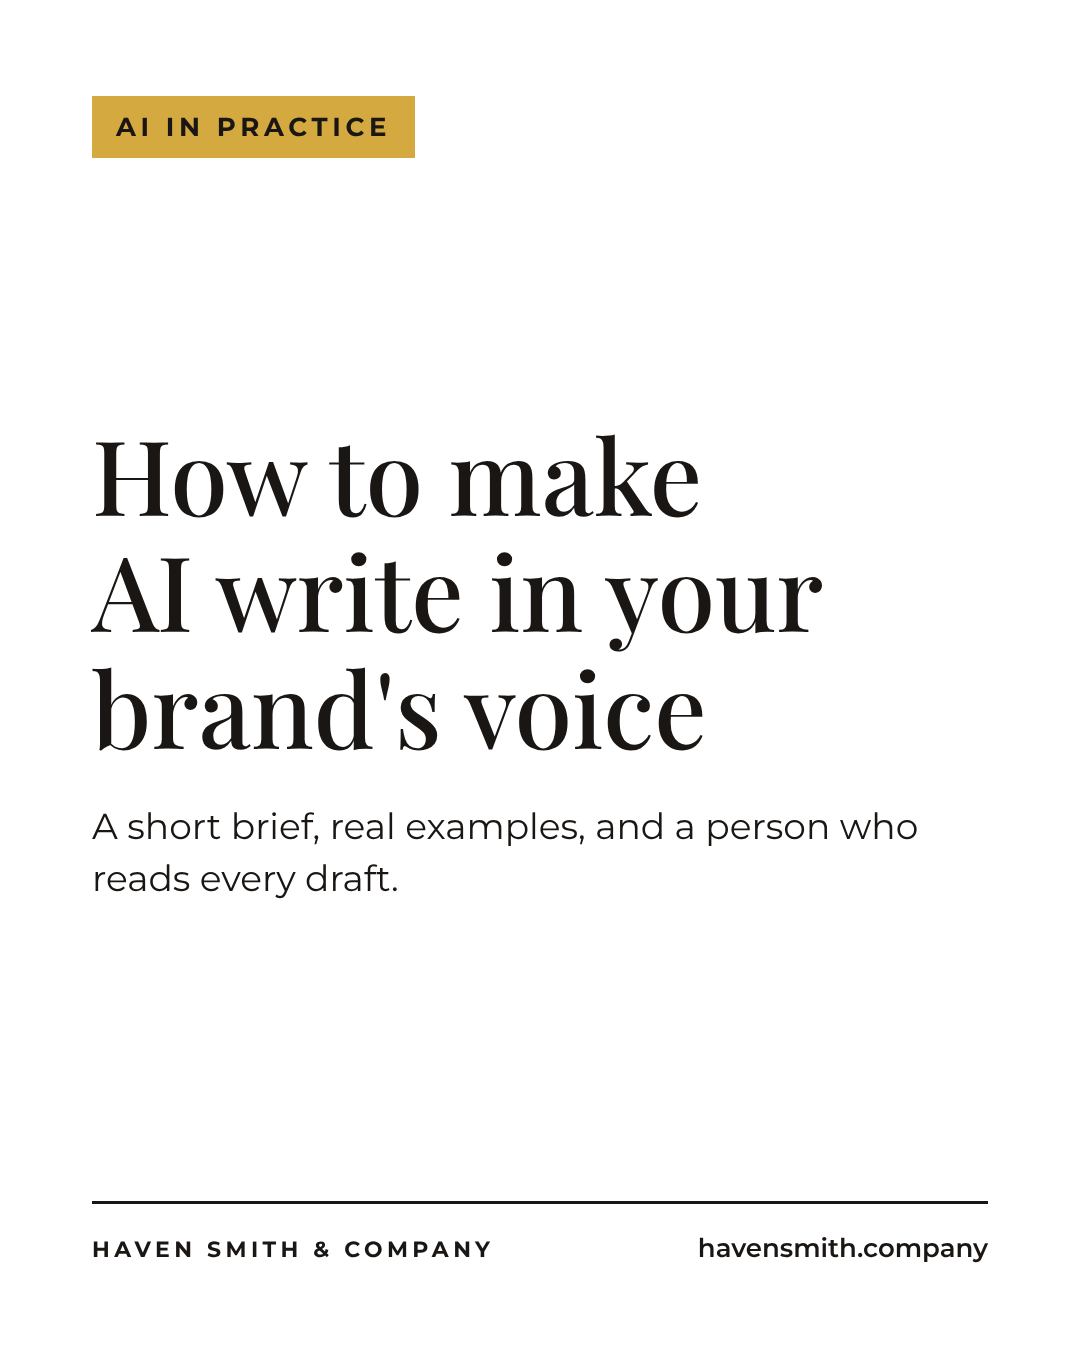 AI IN PRACTICE
How to make
AI write in your
brand's voice
A short brief, real examples, and a person who
reads every draft.
HAVEN SMITH & COMPANY
havensmith.company